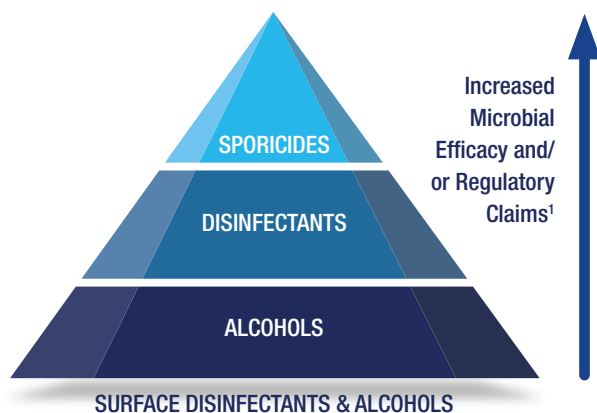 SPORICIDES
DISINFECTANTS
ALCOHOLS
SURFACE DISINFECTANTS & ALCOHOLS
Increased
Microbial
Efficacy and/
or Regulatory
Claims¹